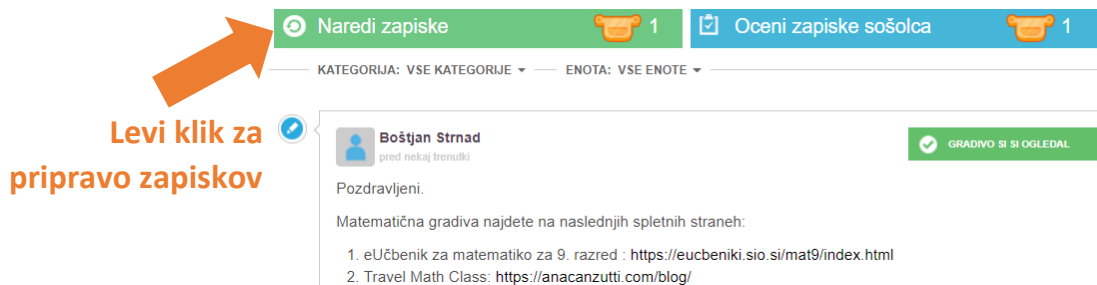 Naredi zapiske 1
Oceni zapiske sošolca 1
KATEGORIJA: VSE KATEGORIJE
ENOTA: VSE ENOTE
Levi klik za
pripravo zapiskov
Boštjan Strnad
pred nekaj trenutki
GRADIVO SI SI OGLEDAL
Pozdravljeni.
Matematična gradiva najdete na naslednjih spletnih straneh:
1. eUčbenik za matematiko za 9. razred : https://eucbeniki.sio.si/mat9/index.html
2. Travel Math Class: https://anacanzutti.com/blog/